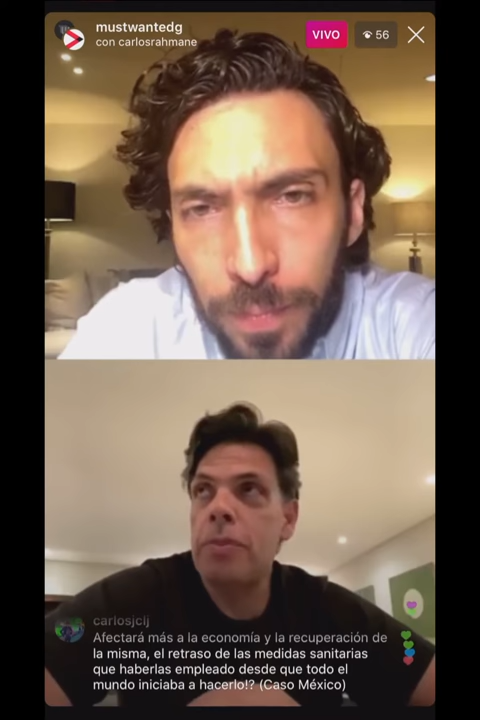 mustwantedg
con carlosrahmane
VIVO
56
carlosjclj
Afectará más a la economía y la recuperación de
la misma, el retraso de las medidas sanitarias
que haberlas empleado desde que todo el
mundo iniciaba a hacerlo!? (Caso México)